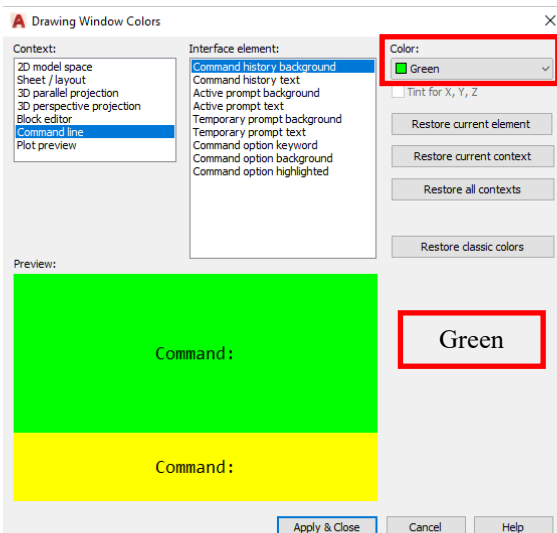 Drawing Window Colors
Context:
2D model space
Sheet / layout
3D parallel projection
3D perspective projection
Block editor
Command line
Plot preview
Interface element:
Command history background
Command history text
Active prompt background
Active prompt text
Temporary prompt background
Temporary prompt text
Command option keyword
Command option background
Command option highlighted
Color:
Green
Tint for X, Y, Z
Restore current element
Restore current context
Restore all contexts
Restore classic colors
Preview:
Command:
Command:
Green
Apply & Close
Cancel
Help